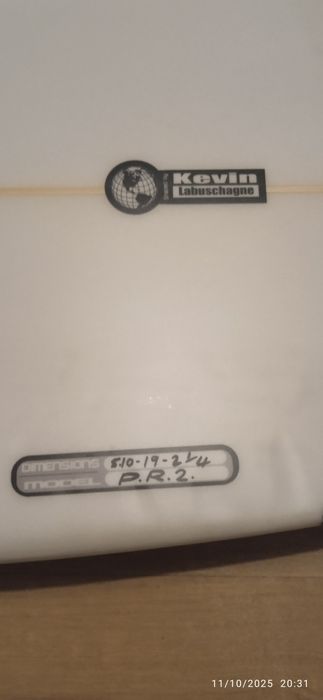 Kevin
Labuschagne
DIMENSIONS 5.10-19-2 1/4
MODEL P.R.2.
11/10/2025 20:31